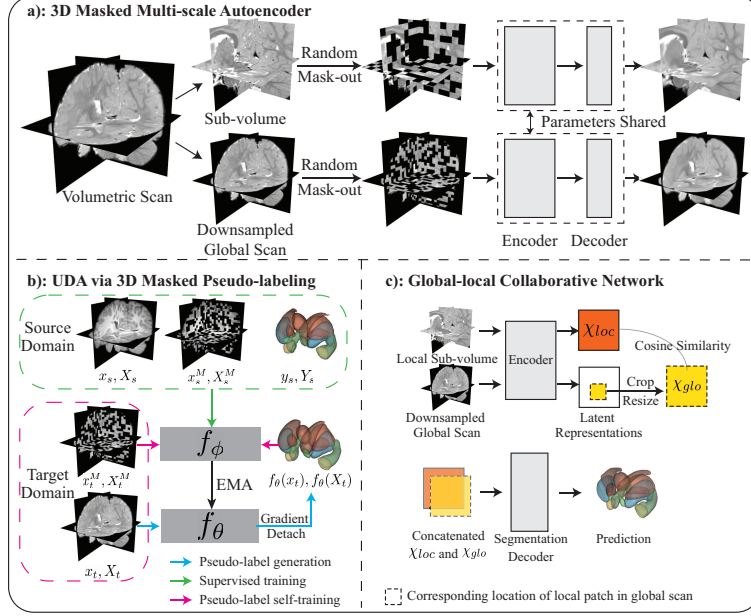 a): 3D Masked Multi-scale Autoencoder
Volumetric Scan
Sub-volume
Random
Mask-out
Downsampled
Global Scan
Random
Mask-out
Parameters Shared
Encoder
Decoder
b): UDA via 3D Masked Pseudo-labeling
Source
Domain
x_s, X_s
x_s^M, X_s^M
y_s, Y_s
Target
Domain
x_t^M, X_t^M
x_t, X_t
f_ϕ
EMA
f_θ
f_θ(x_t), f_θ(X_t)
Gradient
Detach
Pseudo-label generation
Supervised training
Pseudo-label self-training
c): Global-local Collaborative Network
Local Sub-volume
Encoder
χ_loc
Cosine Similarity
Downsampled
Global Scan
Latent
Representations
Crop
Resize
χ_glo
Concatenated
χ_loc and χ_glo
Segmentation
Decoder
Prediction
Corresponding location of local patch in global scan